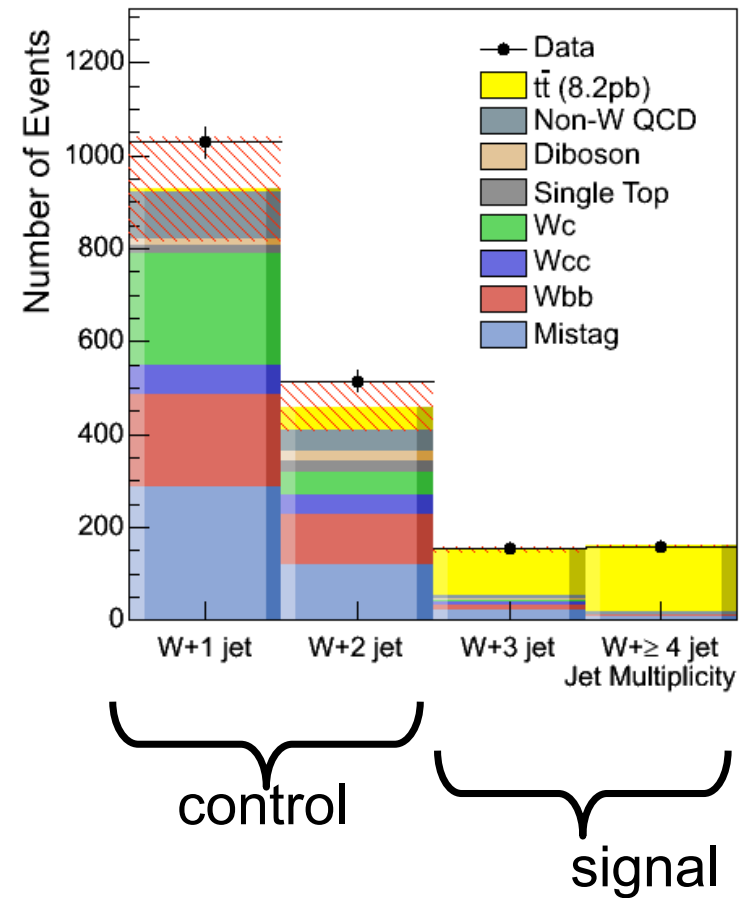 Number of Events
1200
1000
800
600
400
200
0
Data
tt̄ (8.2pb)
Non-W QCD
Diboson
Single Top
Wc
Wcc
Wbb
Mistag
W+1 jet
W+2 jet
W+3 jet
W+≥ 4 jet
Jet Multiplicity
control
signal